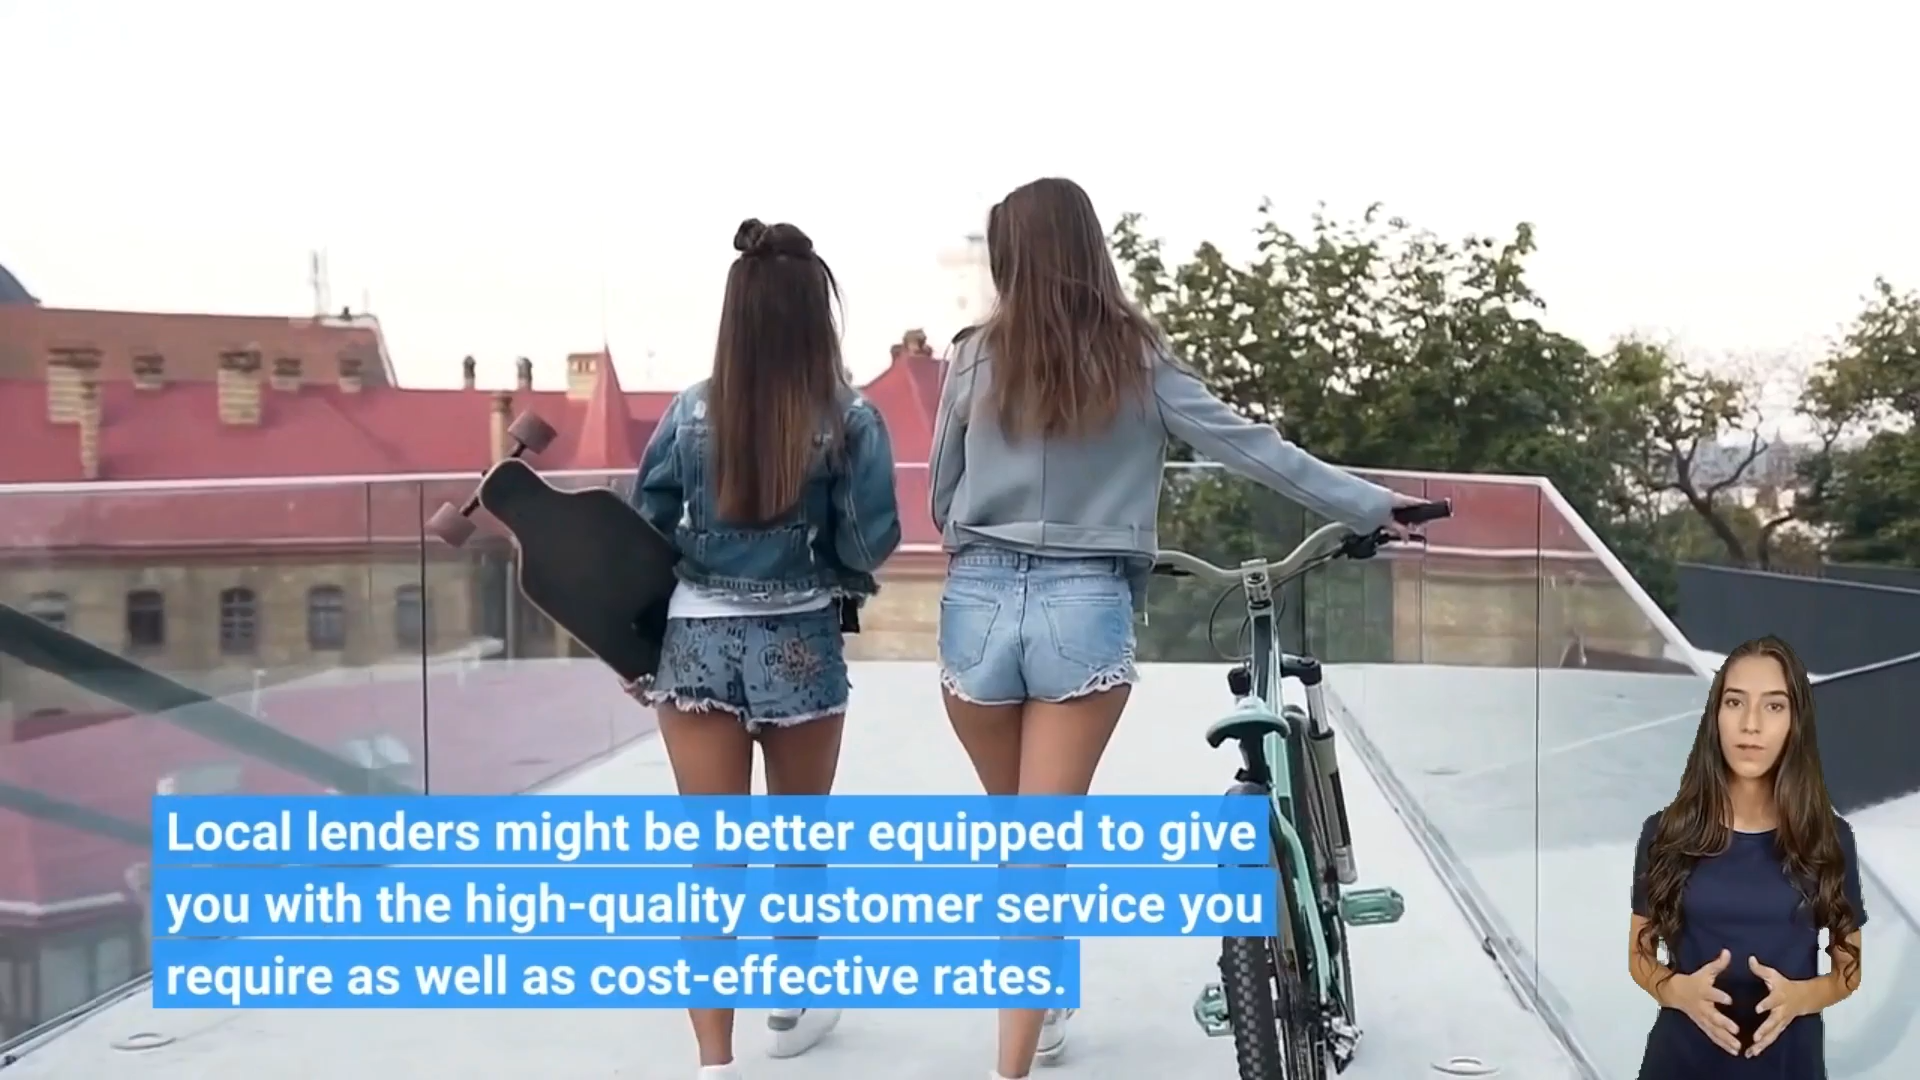 Local lenders might be better equipped to give
you with the high-quality customer service you
require as well as cost-effective rates.